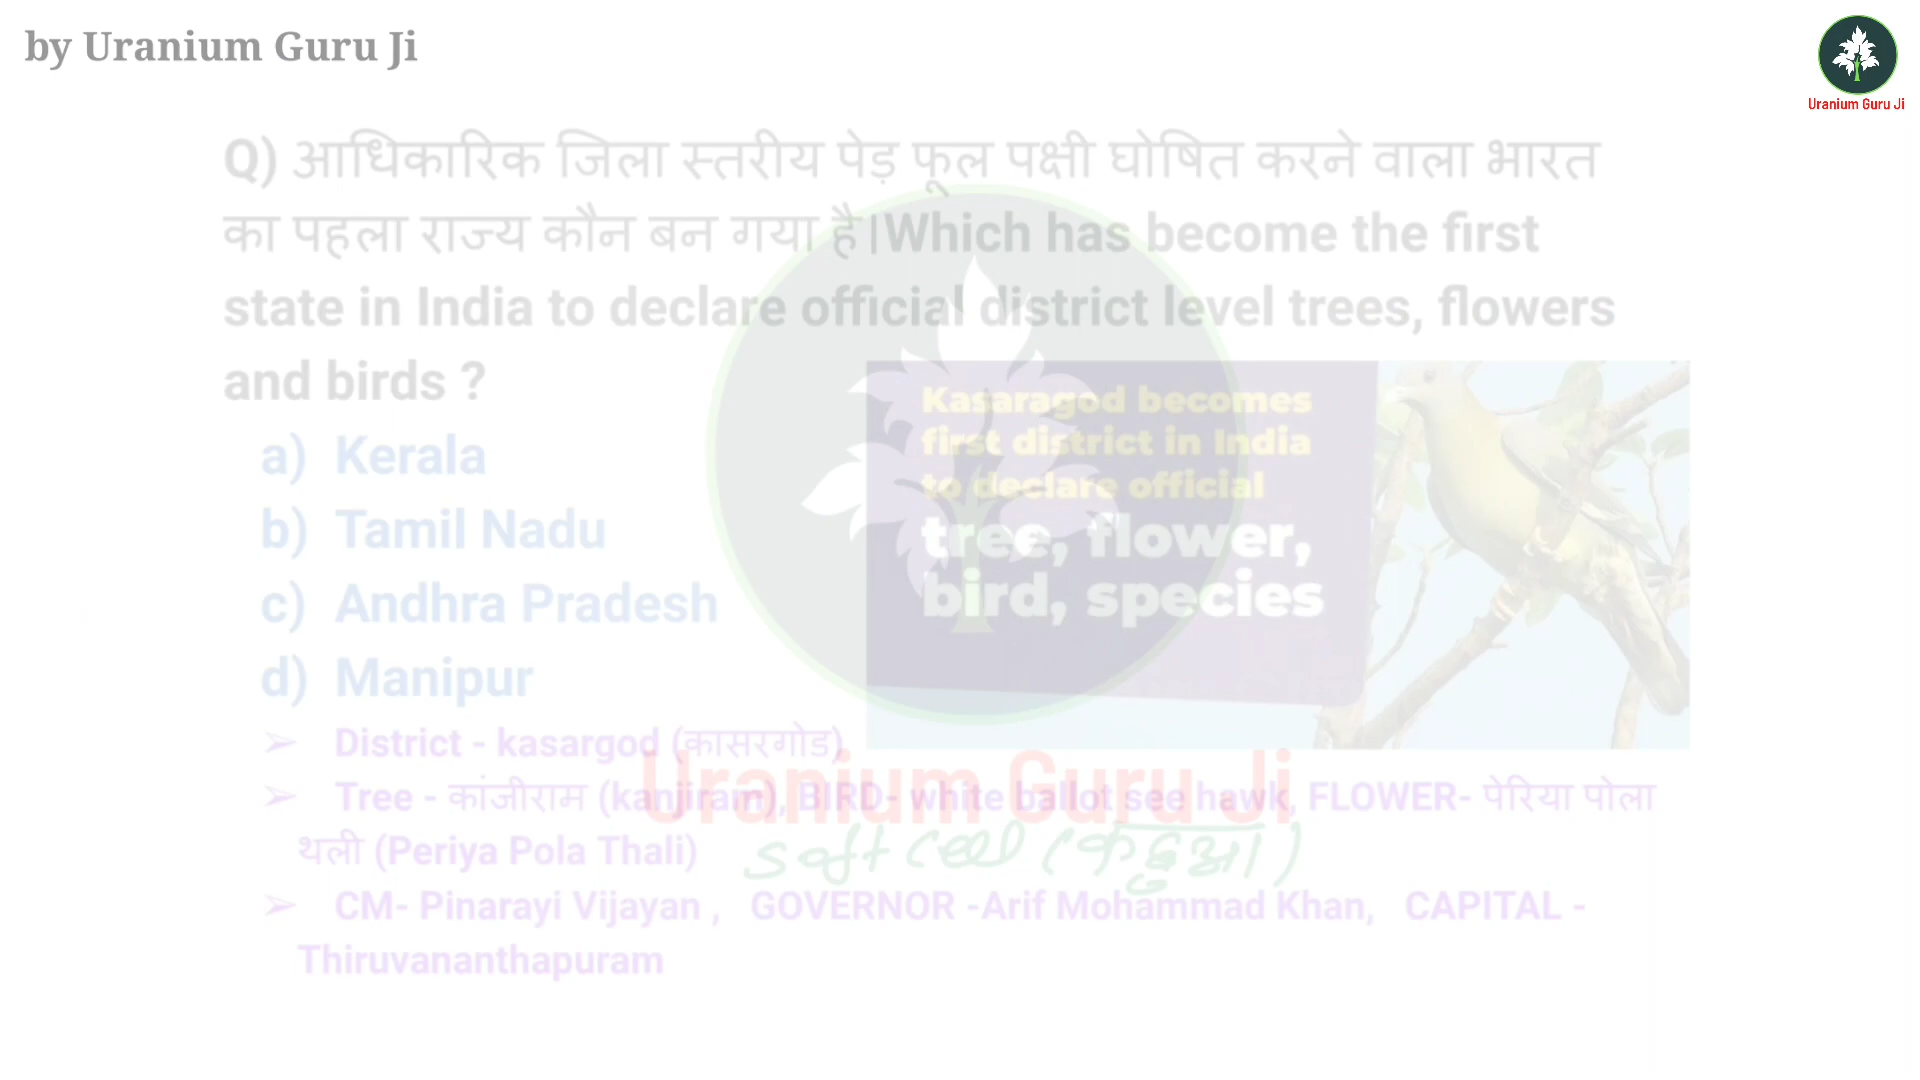 by Uranium Guru Ji
Uranium Guru Ji
Q) आधिकारिक जिला स्तरीय पेड़ फूल पक्षी घोषित करने वाला भारत
का पहला राज्य कौन बन गया है|Which has become the first
state in India to declare official district level trees, flowers
and birds ?
a) Kerala
b) Tamil Nadu
c) Andhra Pradesh
d) Manipur
Kasaragod becomes
first district in India
to declare official
tree, flower,
bird, species
➢ District - kasargod (कासरगोड)
➢ Tree - कांजीराम (kanjiram), BIRD- white ballot see hawk, FLOWER- पेरिया पोला
थली (Periya Pola Thali)
Uranium Guru Ji
soft cell (कछुआ)
➢ CM- Pinarayi Vijayan , GOVERNOR -Arif Mohammad Khan, CAPITAL -
Thiruvananthapuram